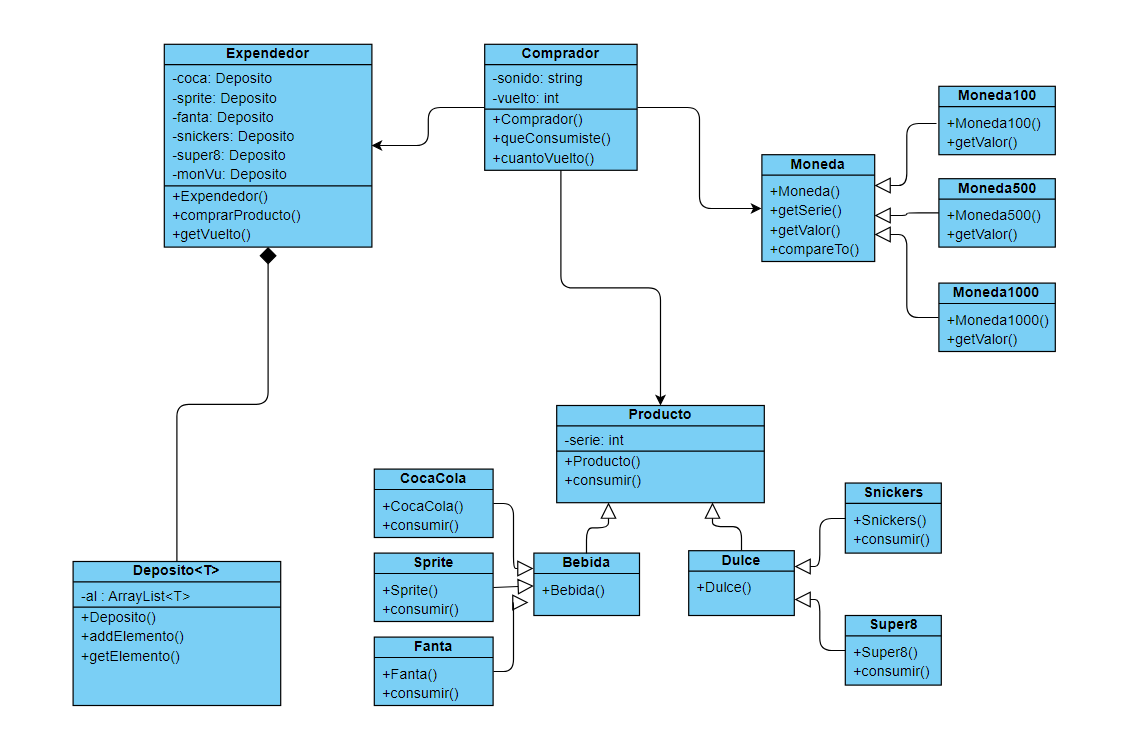 Expendedor
-coca: Deposito
-sprite: Deposito
-fanta: Deposito
-snickers: Deposito
-super8: Deposito
-monVu: Deposito
+Expendedor()
+comprarProducto()
+getVuelto()
Comprador
-sonido: string
-vuelto: int
+Comprador()
+queConsumiste()
+cuantoVuelto()
Moneda
+Moneda()
+getSerie()
+getValor()
+compareTo()
Moneda100
+Moneda100()
+getValor()
Moneda500
+Moneda500()
+getValor()
Moneda1000
+Moneda1000()
+getValor()
Producto
-serie: int
+Producto()
+consumir()
CocaCola
+CocaCola()
+consumir()
Sprite
+Sprite()
+consumir()
Fanta
+Fanta()
+consumir()
Bebida
+Bebida()
Dulce
+Dulce()
Snickers
+Snickers()
+consumir()
Super8
+Super8()
+consumir()
Deposito<T>
-al : ArrayList<T>
+Deposito()
+addElemento()
+getElemento()